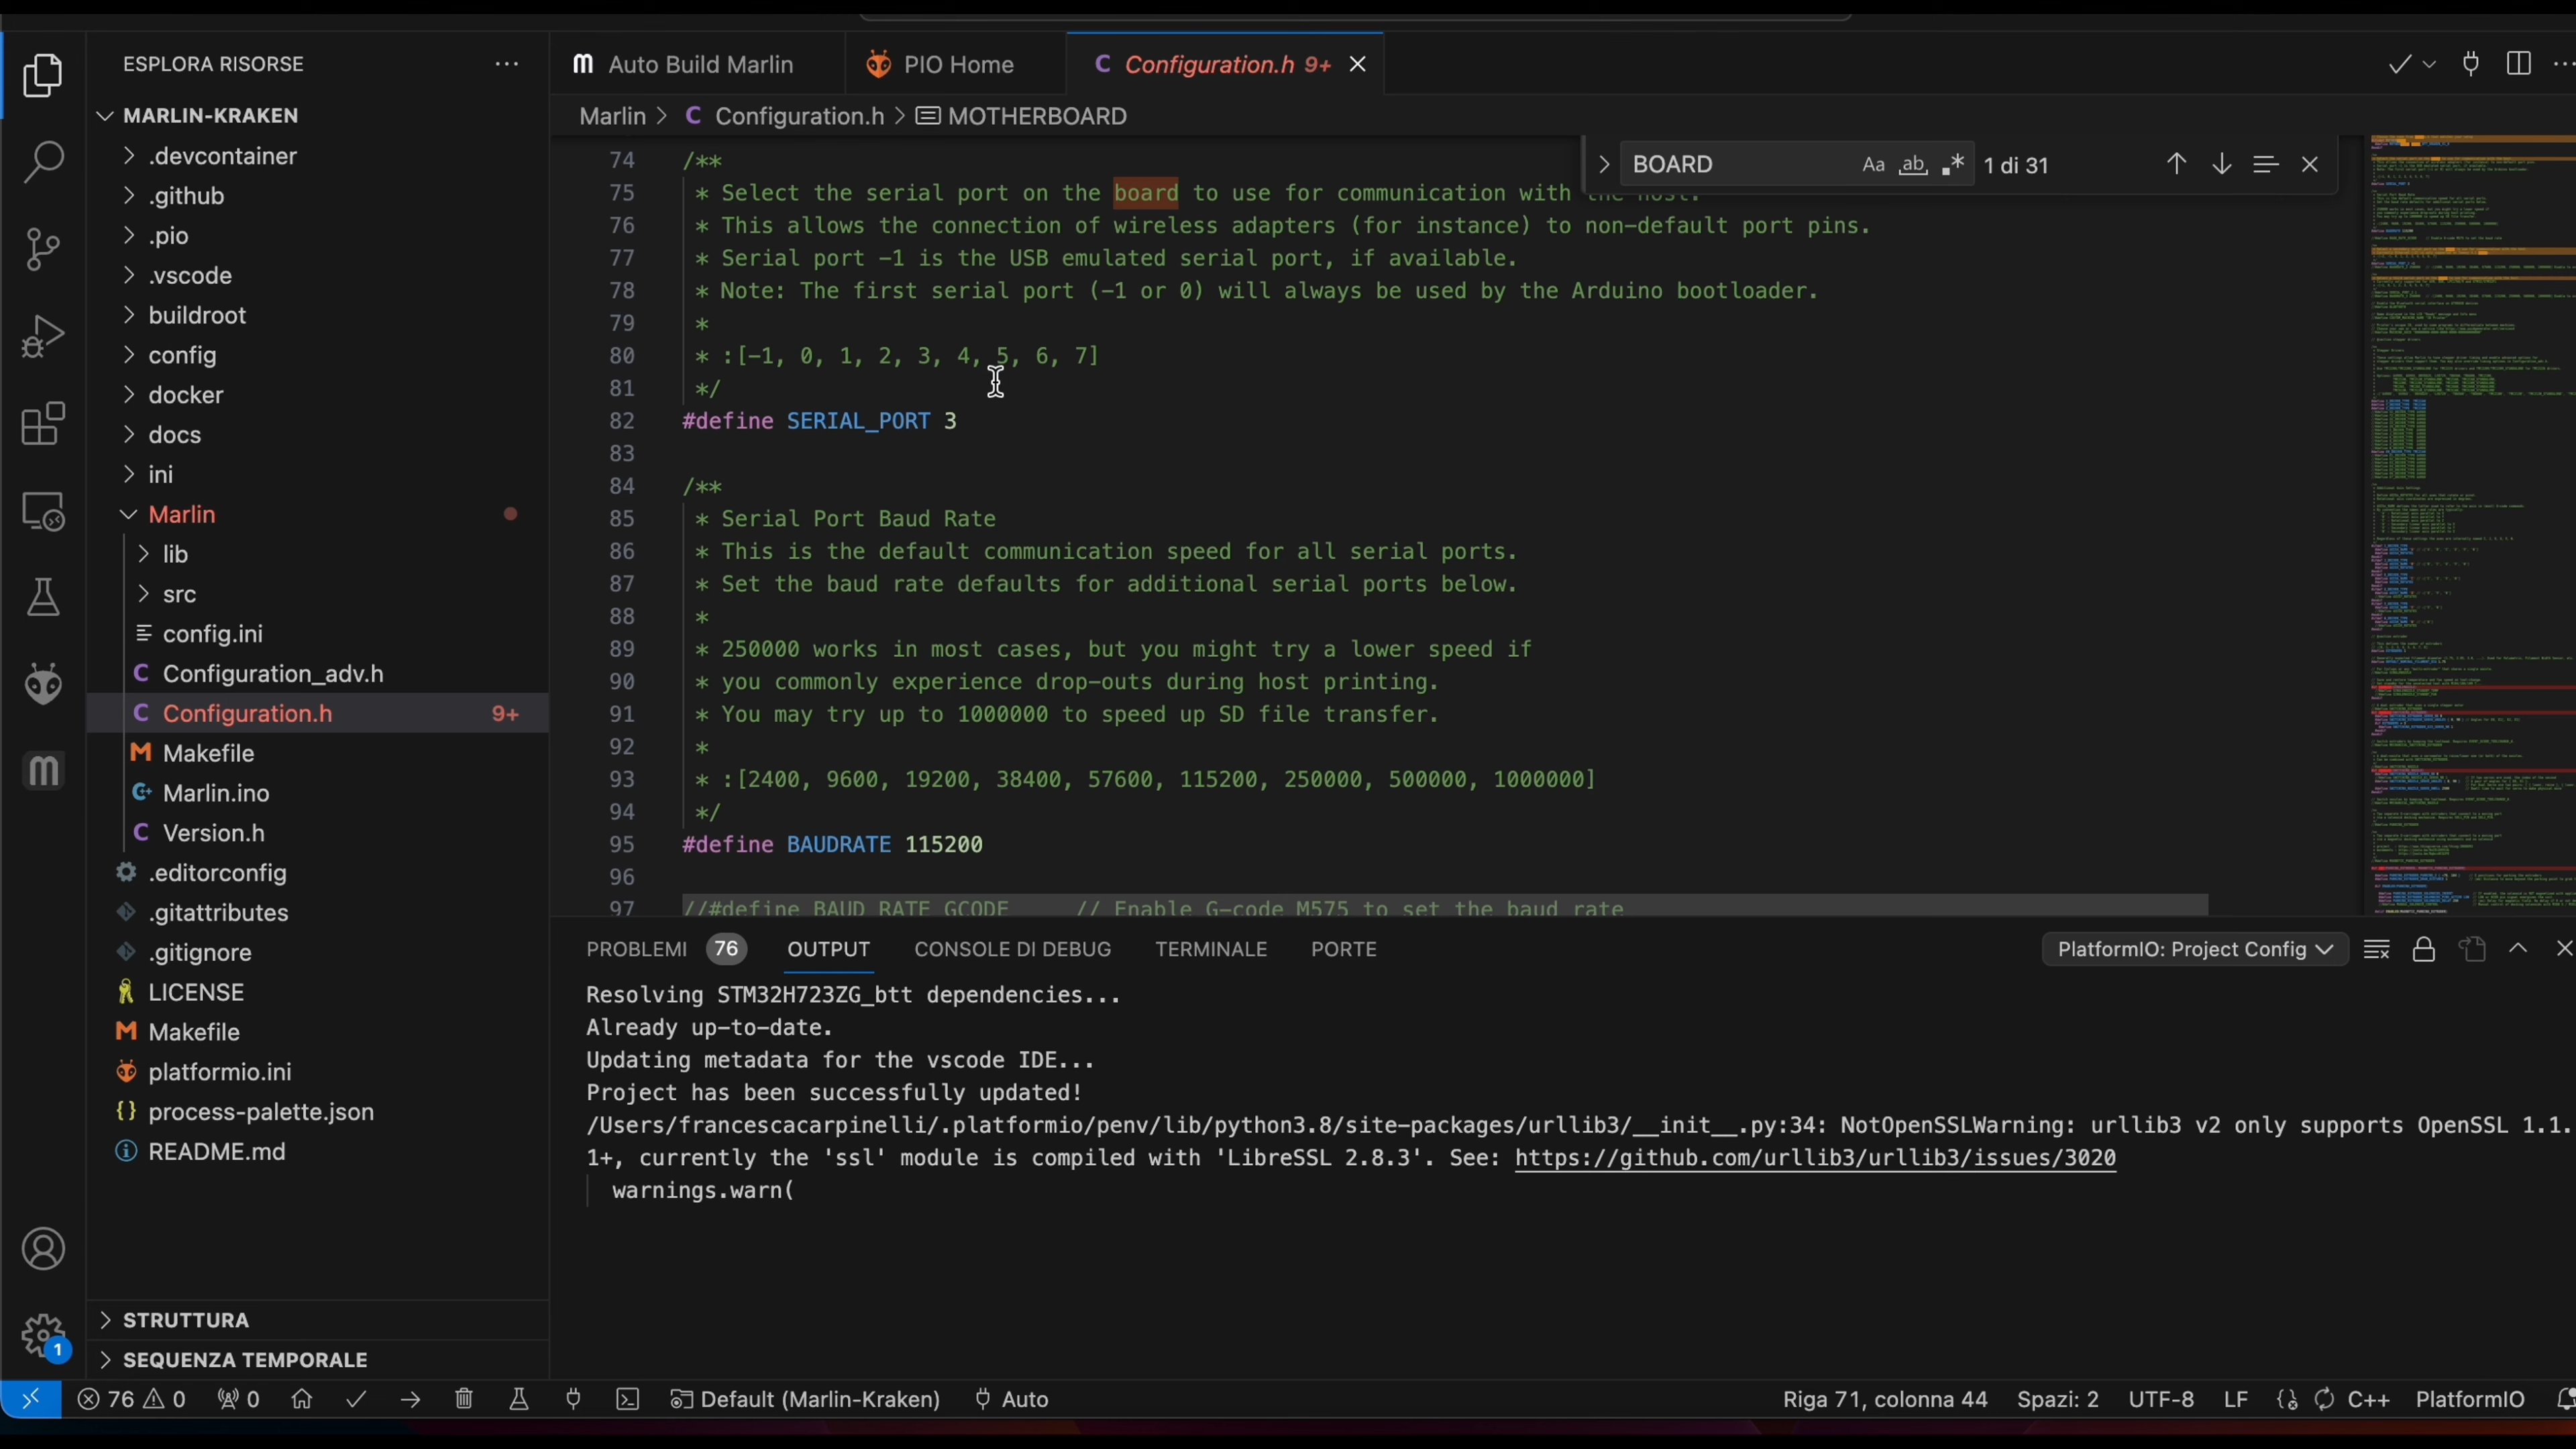 ESPLORA RISORSE
MARLIN-KRAKEN
.devcontainer
.github
.pio
.vscode
buildroot
config
docker
docs
ini
Marlin
lib
src
config.ini
Configuration_adv.h
Configuration.h 9+
Makefile
Marlin.ino
Version.h
.editorconfig
.gitattributes
.gitignore
LICENSE
Makefile
platformio.ini
process-palette.json
README.md
STRUTTURA
SEQUENZA TEMPORALE
Auto Build Marlin
PIO Home
Configuration.h 9+
Marlin > C Configuration.h > MOTHERBOARD
BOARD
Aa ab 1 di 31
74 /**
75 * Select the serial port on the board to use for communication with the host.
76 * This allows the connection of wireless adapters (for instance) to non-default port pins.
77 * Serial port -1 is the USB emulated serial port, if available.
78 * Note: The first serial port (-1 or 0) will always be used by the Arduino bootloader.
79 *
80 * :[-1, 0, 1, 2, 3, 4, 5, 6, 7]
81 */
82 #define SERIAL_PORT 3
83
84 /**
85 * Serial Port Baud Rate
86 * This is the default communication speed for all serial ports.
87 * Set the baud rate defaults for additional serial ports below.
88 *
89 * 250000 works in most cases, but you might try a lower speed if
90 * you commonly experience drop-outs during host printing.
91 * You may try up to 1000000 to speed up SD file transfer.
92 *
93 * :[2400, 9600, 19200, 38400, 57600, 115200, 250000, 500000, 1000000]
94 */
95 #define BAUDRATE 115200
96
97 //#define BAUD_RATE_GCODE // Enable G-code M575 to set the baud rate
PROBLEMI 76 OUTPUT CONSOLE DI DEBUG TERMINALE PORTE
PlatformIO: Project Config
Resolving STM32H723ZG_btt dependencies...
Already up-to-date.
Updating metadata for the vscode IDE...
Project has been successfully updated!
/Users/francescacarpinelli/.platformio/penv/lib/python3.8/site-packages/urllib3/__init__.py:34: NotOpenSSLWarning: urllib3 v2 only supports OpenSSL 1.1.
1+, currently the 'ssl' module is compiled with 'LibreSSL 2.8.3'. See: https://github.com/urllib3/urllib3/issues/3020
warnings.warn(
1
76 0 0 Default (Marlin-Kraken) Auto
Riga 71, colonna 44 Spazi: 2 UTF-8 LF C++ PlatformIO